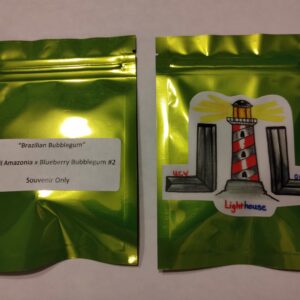 "Brazilian Bubblegum"
Amazonia x Blueberry Bubblegum #2
Souvenir Only
Lighthouse